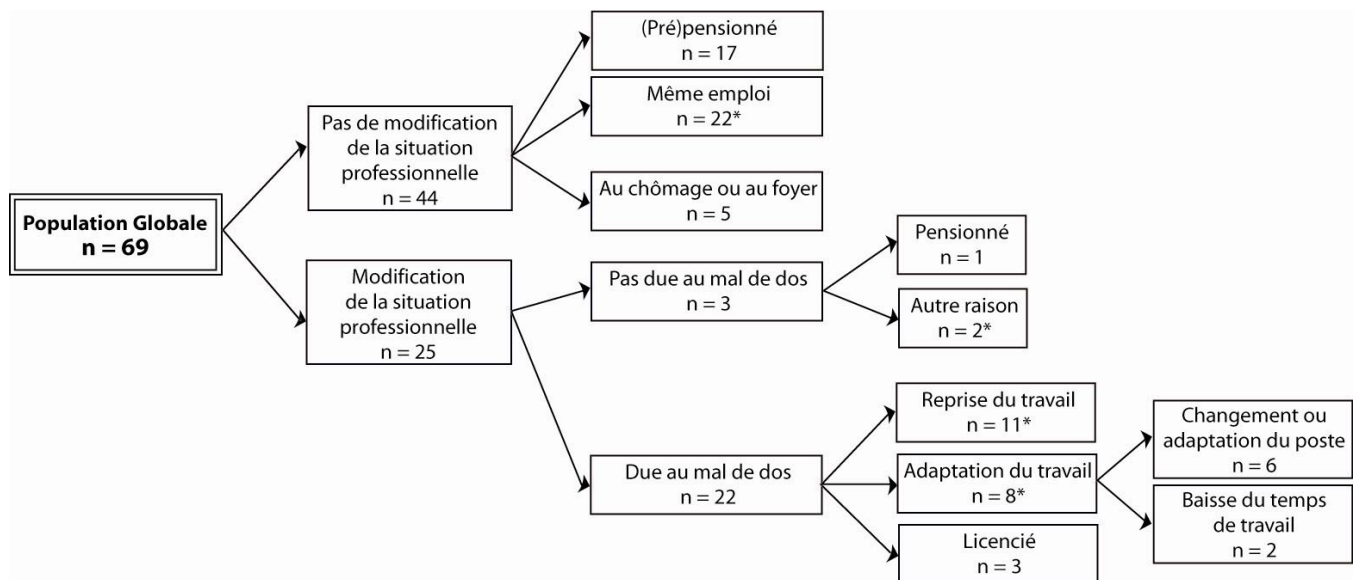 Population Globale
n = 69
Pas de modification
de la situation
professionnelle
n = 44
Modification
de la situation
professionnelle
n = 25
(Pré)pensionné
n = 17
Même emploi
n = 22*
Au chômage ou au foyer
n = 5
Pas due au mal de dos
n = 3
Due au mal de dos
n = 22
Pensionné
n = 1
Autre raison
n = 2*
Reprise du travail
n = 11*
Adaptation du travail
n = 8*
Licencié
n = 3
Changement ou
adaptation du poste
n = 6
Baisse du temps
de travail
n = 2